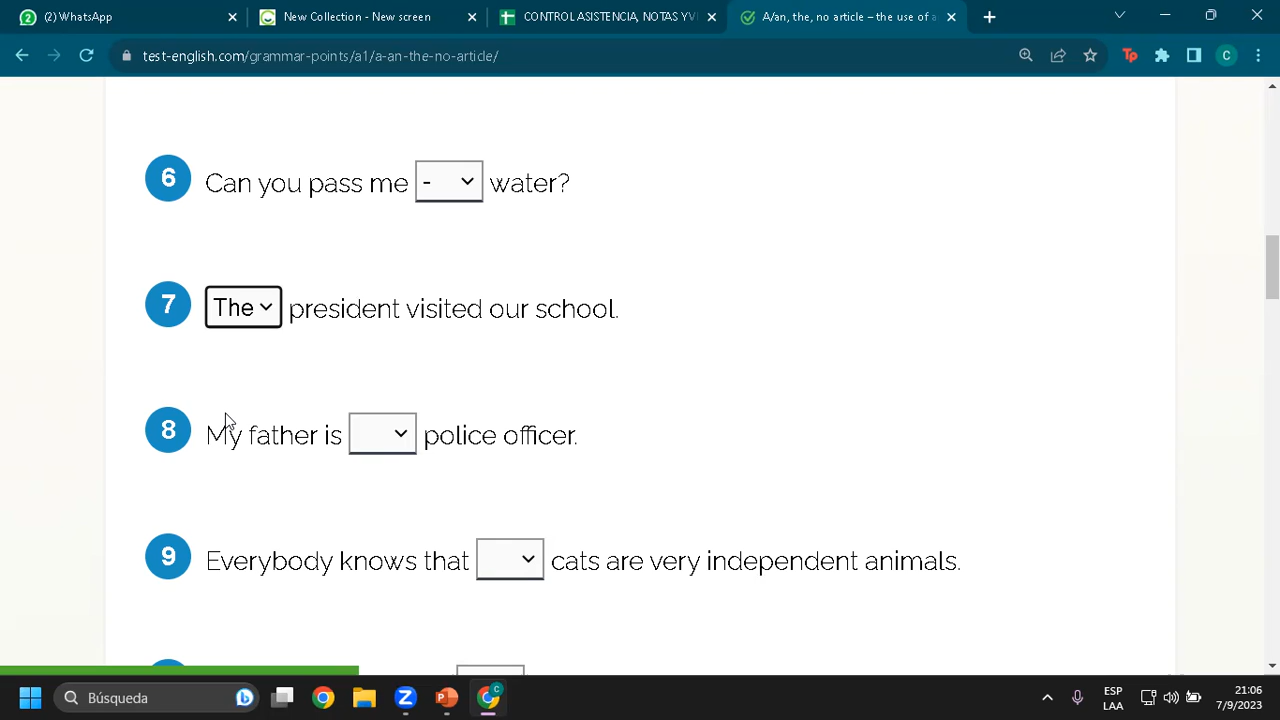 (2) WhatsApp
New Collection - New screen
CONTROL ASISTENCIA, NOTAS YVI
A/an, the, no article – the use of a
test-english.com/grammar-points/a1/a-an-the-no-article/
Tp
C
6 Can you pass me - water?
7 The president visited our school.
8 My father is police officer.
9 Everybody knows that cats are very independent animals.
Búsqueda
ESP
LAA
21:06
7/9/2023